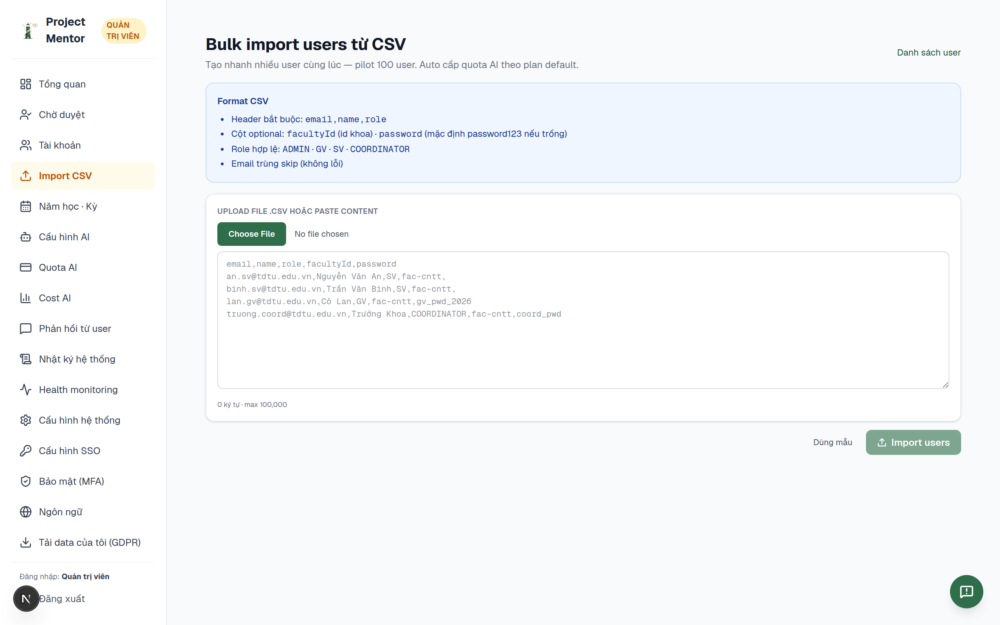 Project
Mentor
QUẢN
TRỊ VIÊN
Tổng quan
Chờ duyệt
Tài khoản
Import CSV
Năm học · Kỳ
Cấu hình AI
Quota AI
Cost AI
Phản hồi từ user
Nhật ký hệ thống
Health monitoring
Cấu hình hệ thống
Cấu hình SSO
Bảo mật (MFA)
Ngôn ngữ
Tải data của tôi (GDPR)
Đăng nhập: Quản trị viên
N
Đăng xuất
Bulk import users từ CSV
Tạo nhanh nhiều user cùng lúc — pilot 100 user. Auto cấp quota AI theo plan default.
Danh sách user
Format CSV
• Header bắt buộc: email,name,role
• Cột optional: facultyId (id khoa) · password (mặc định password123 nếu trống)
• Role hợp lệ: ADMIN · GV · SV · COORDINATOR
• Email trùng skip (không lỗi)
UPLOAD FILE .CSV HOẶC PASTE CONTENT
Choose File No file chosen
email,name,role,facultyId,password
an.sv@tdtu.edu.vn,Nguyễn Văn An,SV,fac-cntt,
binh.sv@tdtu.edu.vn,Trần Văn Bình,SV,fac-cntt,
lan.gv@tdtu.edu.vn,Cô Lan,GV,fac-cntt,gv_pwd_2026
truong.coord@tdtu.edu.vn,Trưởng Khoa,COORDINATOR,fac-cntt,coord_pwd
0 ký tự · max 100,000
Dùng mẫu
Import users